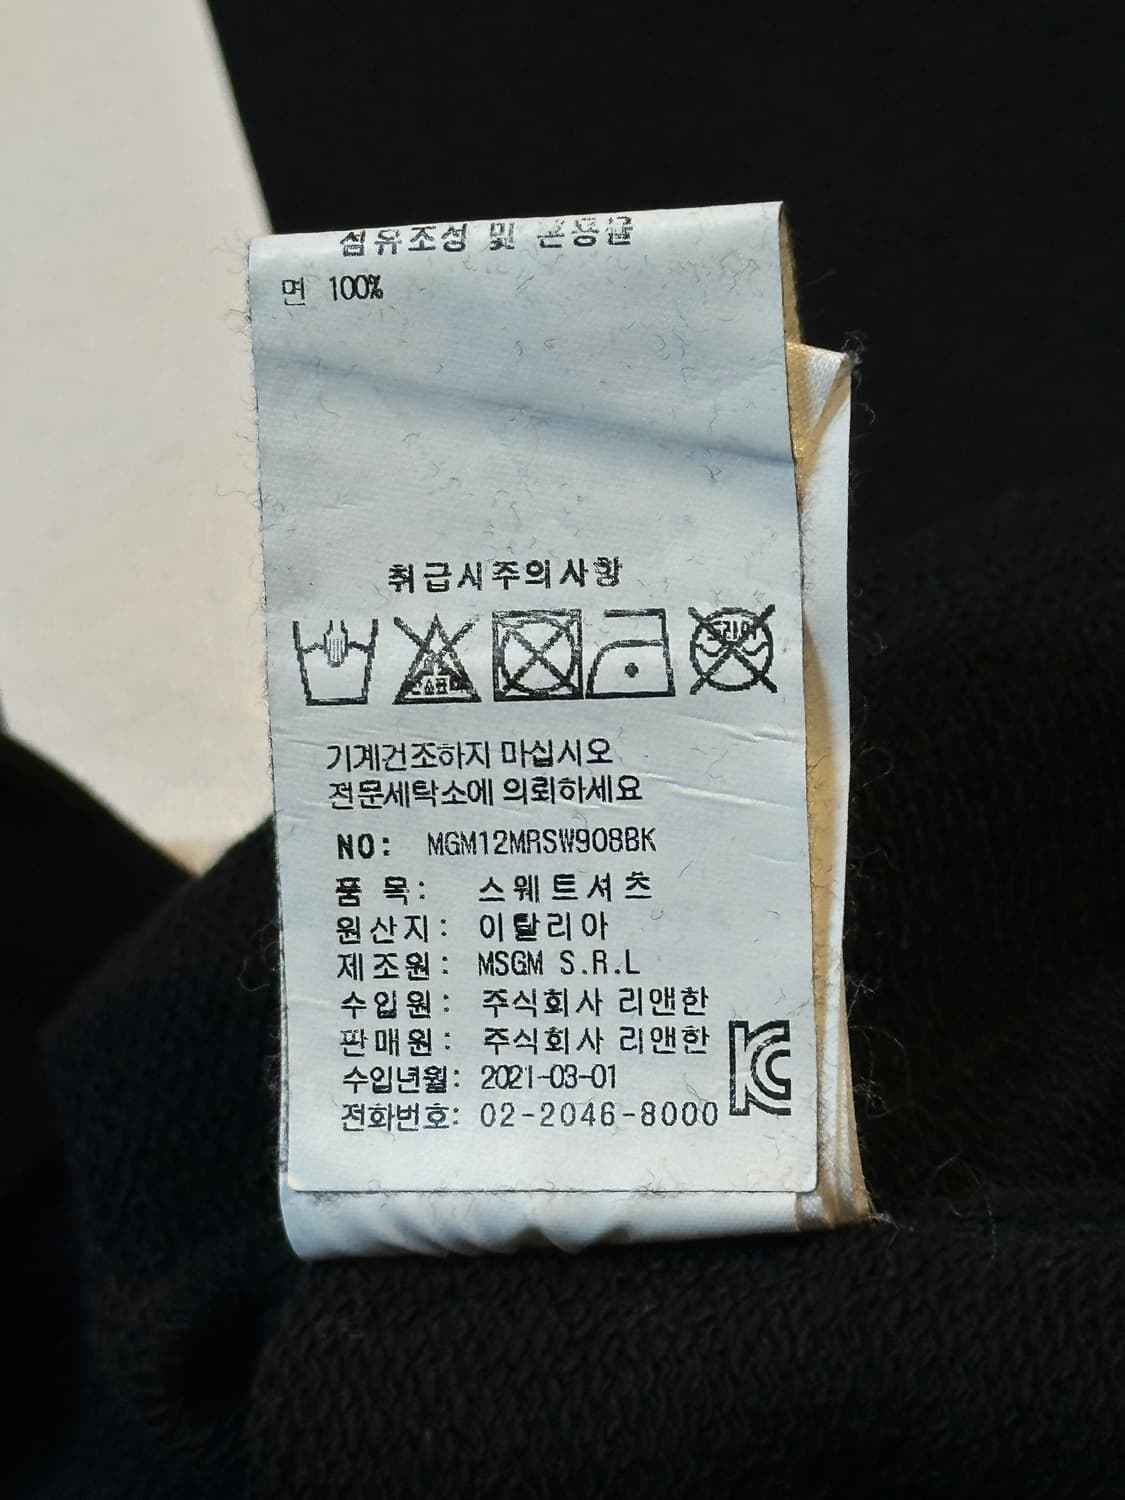 섬유조성 및 혼용률
면 100%
취급시주의사항
드라이
기계건조하지 마십시오
전문세탁소에 의뢰하세요
NO: MGM12MRSW908BK
품 목: 스웨트셔츠
원산지: 이탈리아
제조원: MSGM S.R.L
수입원: 주식회사 리앤한
판매원: 주식회사 리앤한
수입년월: 2021-03-01
전화번호: 02-2046-8000